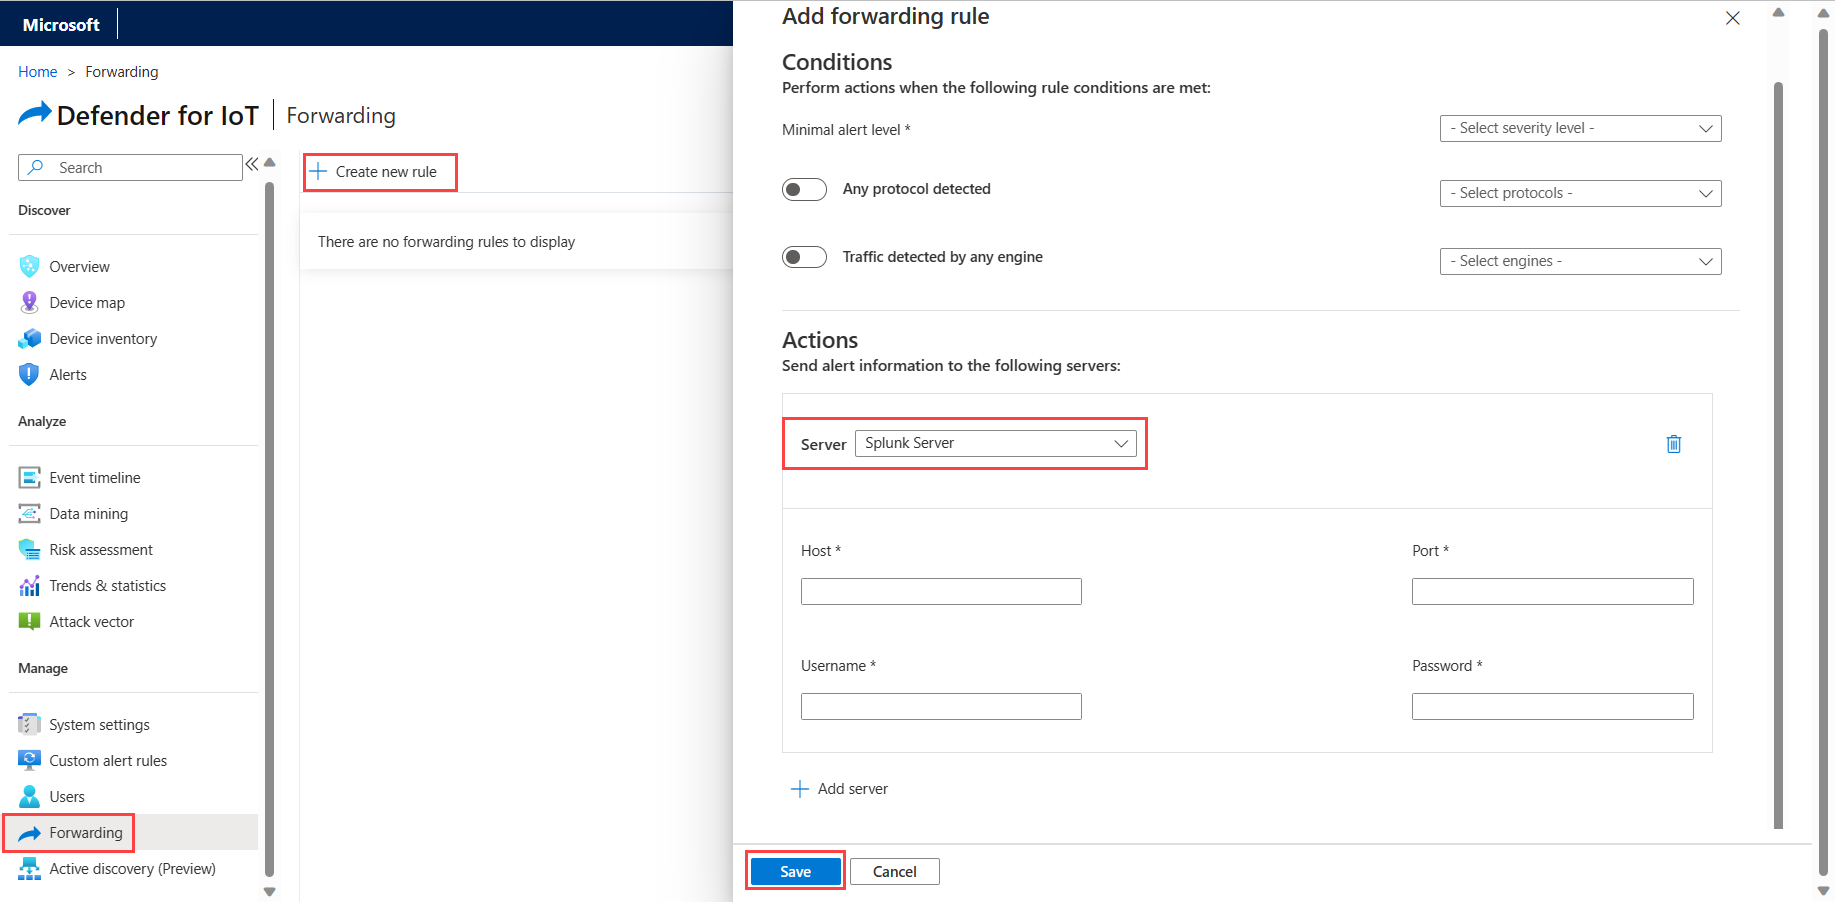 Microsoft
Home > Forwarding
Defender for IoT | Forwarding
Search
Discover
Overview
Device map
Device inventory
Alerts
Analyze
Event timeline
Data mining
Risk assessment
Trends & statistics
Attack vector
Manage
System settings
Custom alert rules
Users
Forwarding
Active discovery (Preview)
Create new rule
There are no forwarding rules to display
Add forwarding rule
Conditions
Perform actions when the following rule conditions are met:
Minimal alert level *
- Select severity level -
Any protocol detected
- Select protocols -
Traffic detected by any engine
- Select engines -
Actions
Send alert information to the following servers:
Server Splunk Server
Host *
Port *
Username *
Password *
Add server
Save
Cancel